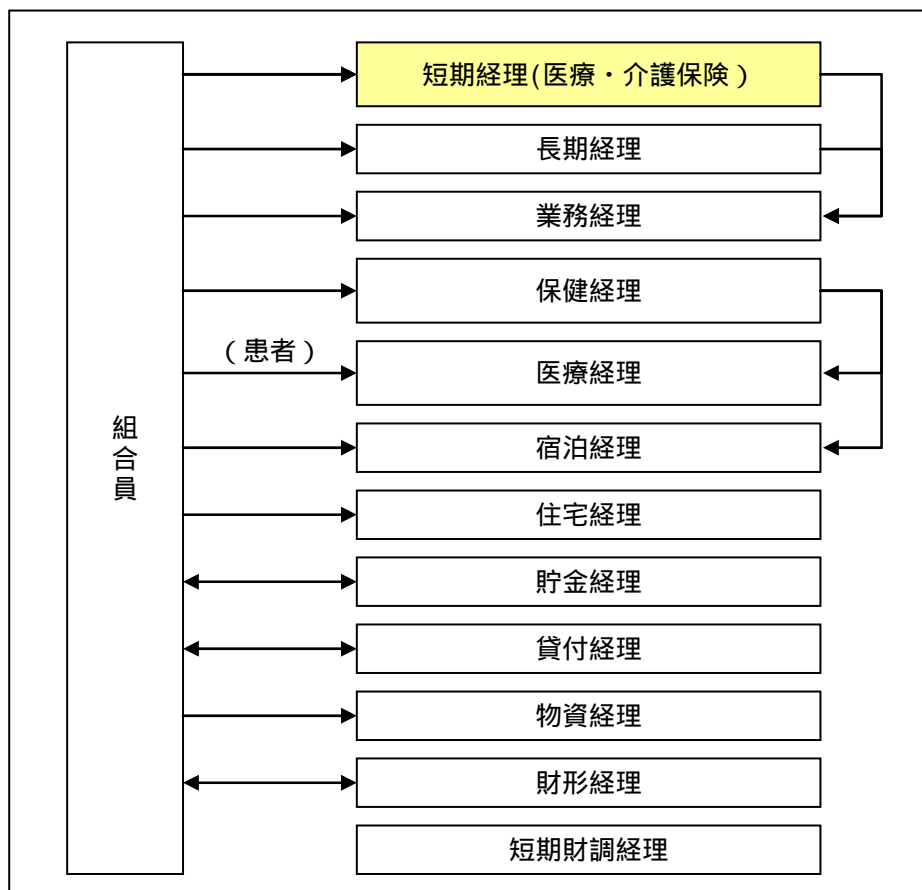 短期経理(医療・介護保険）
長期経理
業務経理
保健経理
（患者）
医療経理
組合員
宿泊経理
住宅経理
貯金経理
貸付経理
物資経理
財形経理
短期財調経理